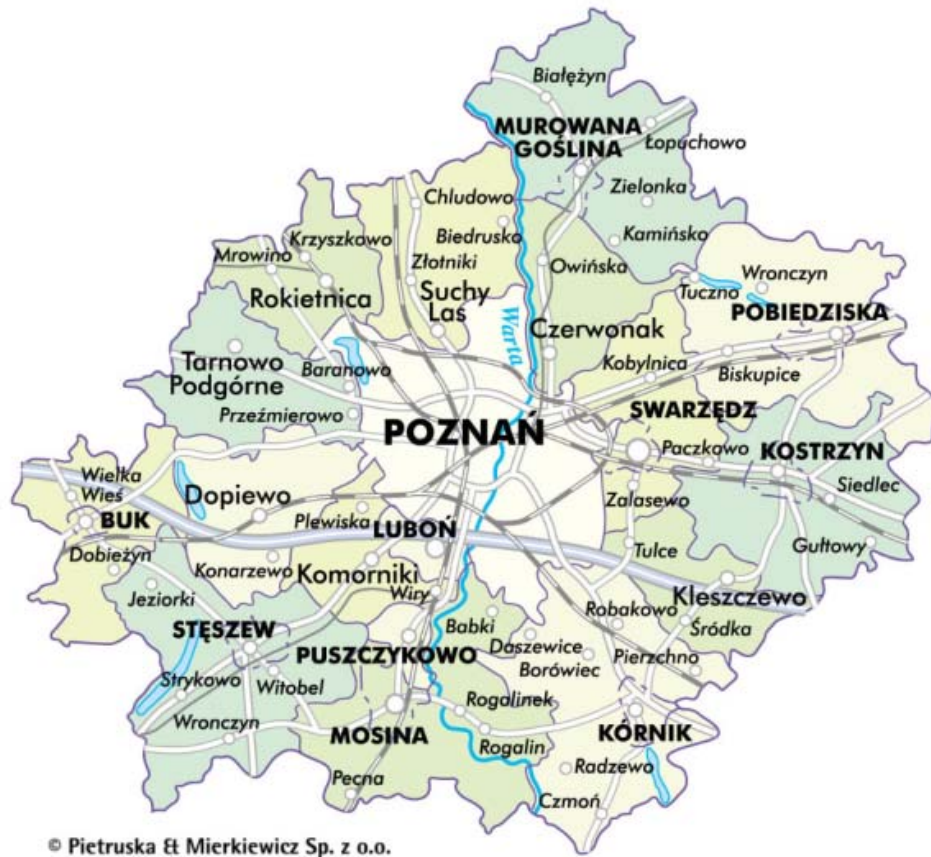 Białężyn
MUROWANA
GOŚLINA
Łopuchowo
Chludowo
Zielonka
Biedrusko
Kamińsko
Krzyszkowo
Mrowino
Złotniki
Owińska
Wronczyn
Tuczno
Rokietnica
Suchy
Las
Warta
Czerwonak
POBIEDZISKA
Tarnowo
Podgórne
Baranowo
Kobylnica
Biskupice
Przeźmierowo
POZNAŃ
SWARZĘDZ
Paczkowo
KOSTRZYN
Wielka
Wieś
Dopiewo
Zalasewo
Siedlec
BUK
Plewiska
LUBOŃ
Dobieżyn
Konarzewo
Komorniki
Tulce
Gułtowy
Jeziorki
Wiry
Kleszczewo
Robakowo
Babki
Śródka
STĘSZEW
PUSZCZYKOWO
Daszewice
Borówiec
Pierzchno
Strykowo
Witobel
Rogalinek
Wronczyn
MOSINA
Rogalin
KÓRNIK
Pecna
Radzewo
Czmoń
© Pietruska & Mierkiewicz Sp. z o.o.